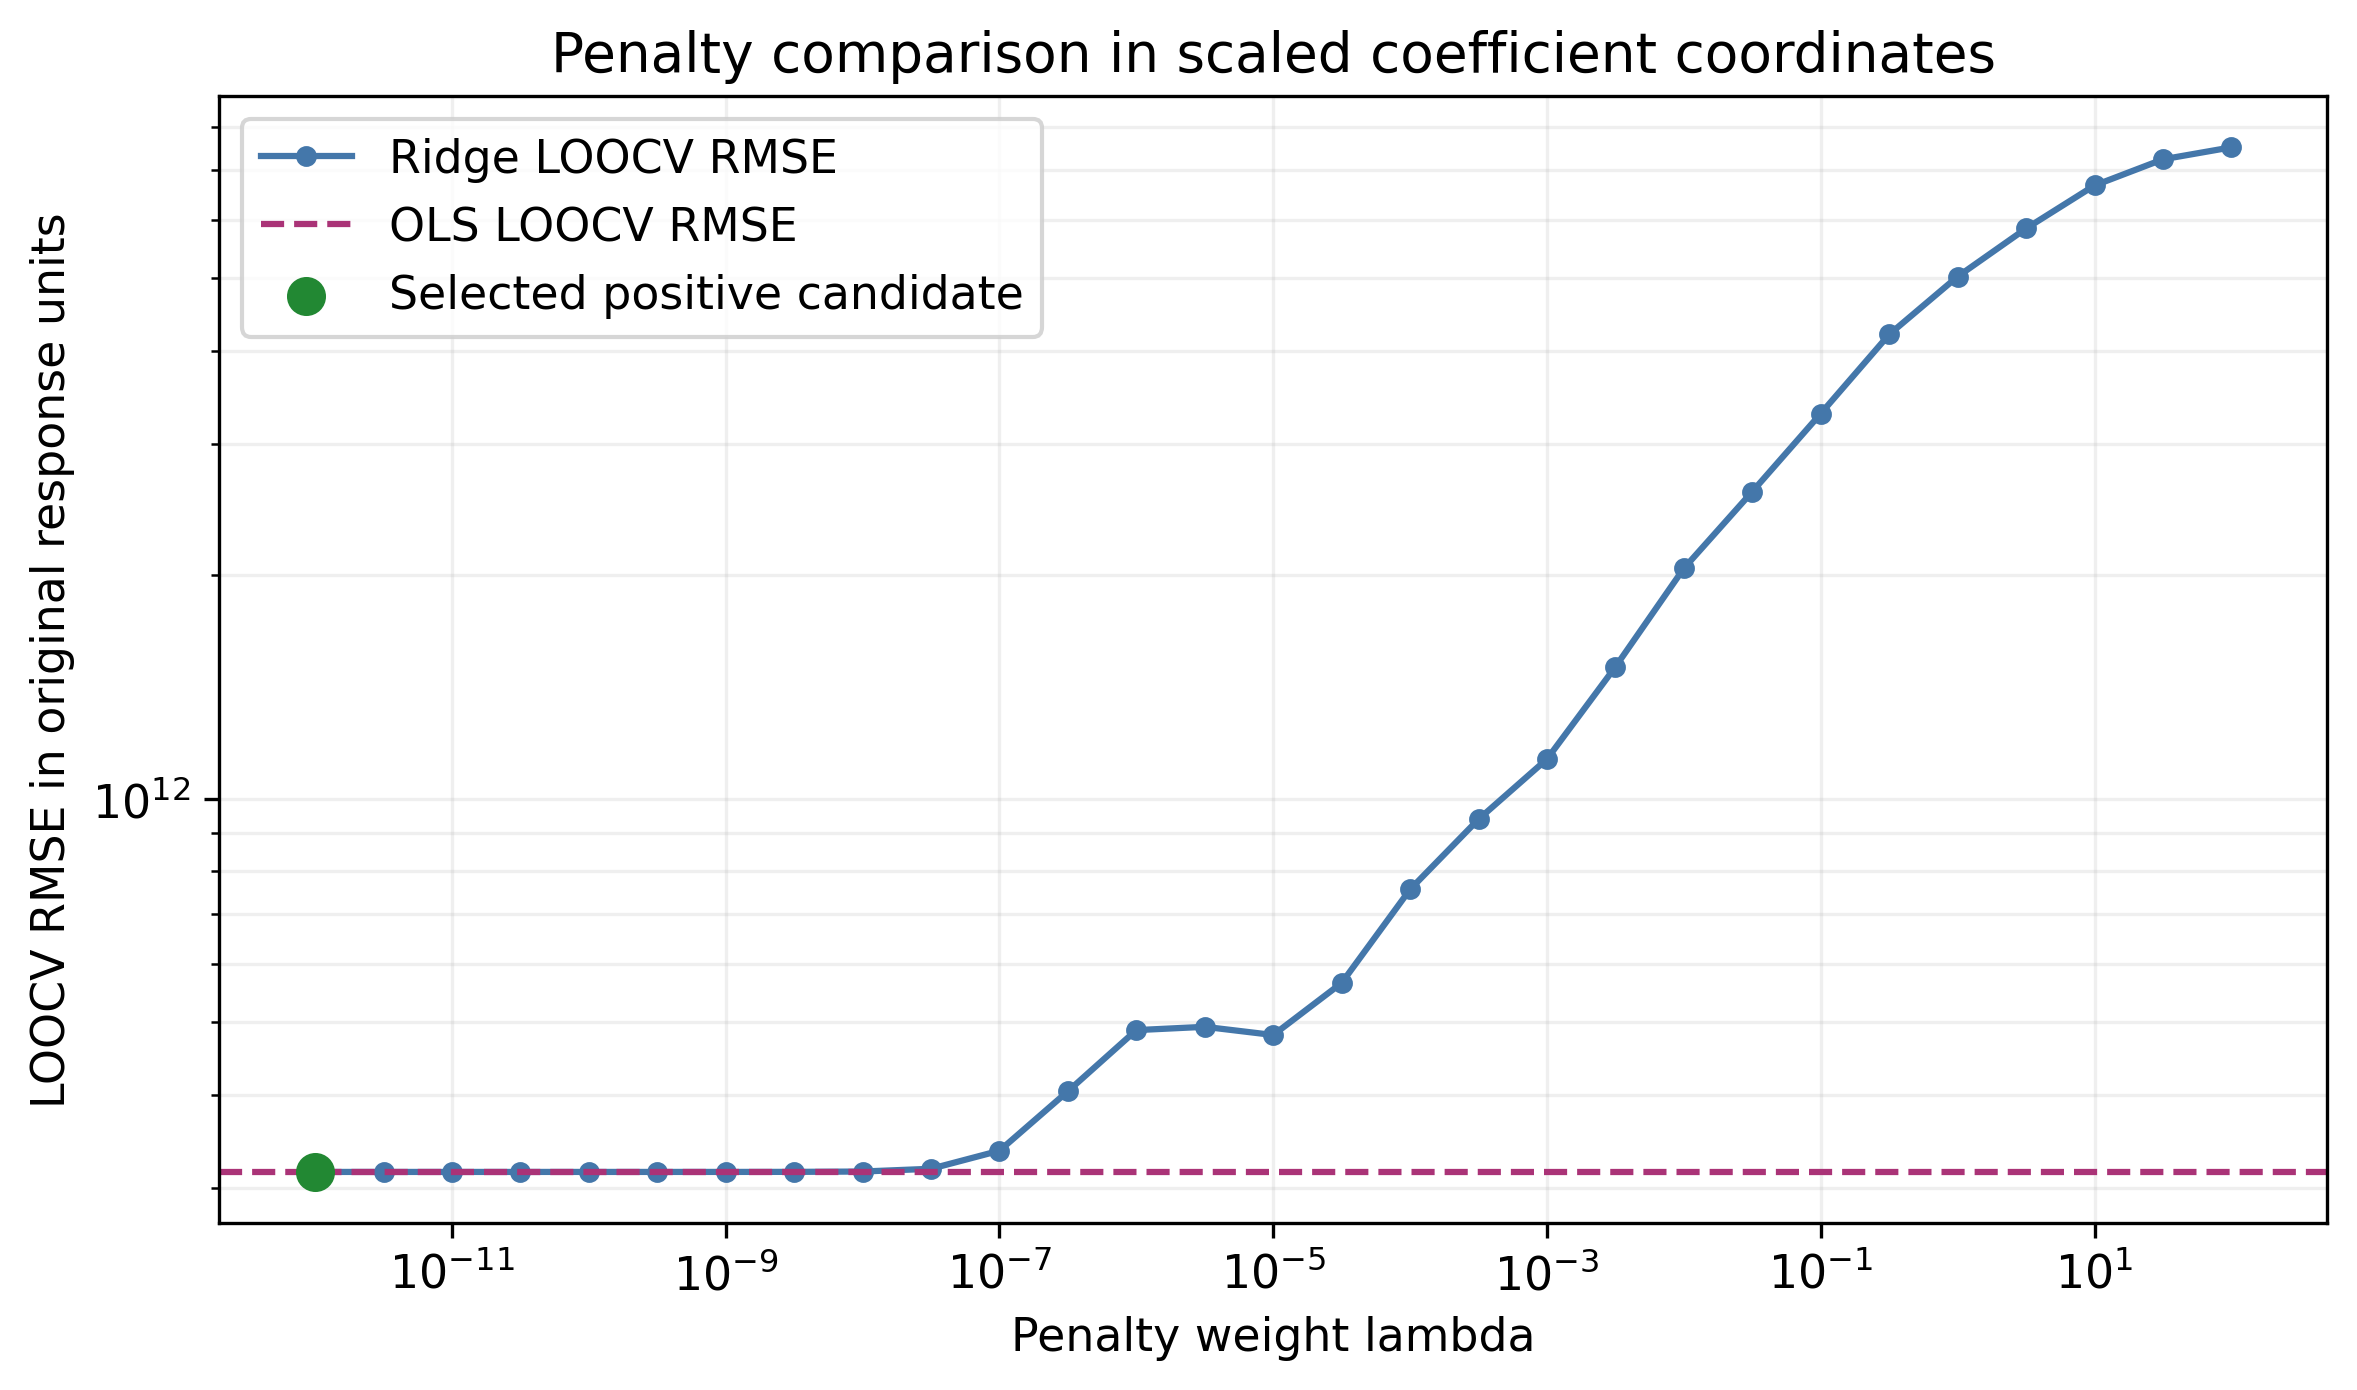 Penalty comparison in scaled coefficient coordinates
Ridge LOOCV RMSE
OLS LOOCV RMSE
Selected positive candidate
LOOCV RMSE in original response units
10¹²
10⁻¹¹ 10⁻⁹ 10⁻⁷ 10⁻⁵ 10⁻³ 10⁻¹ 10¹
Penalty weight lambda